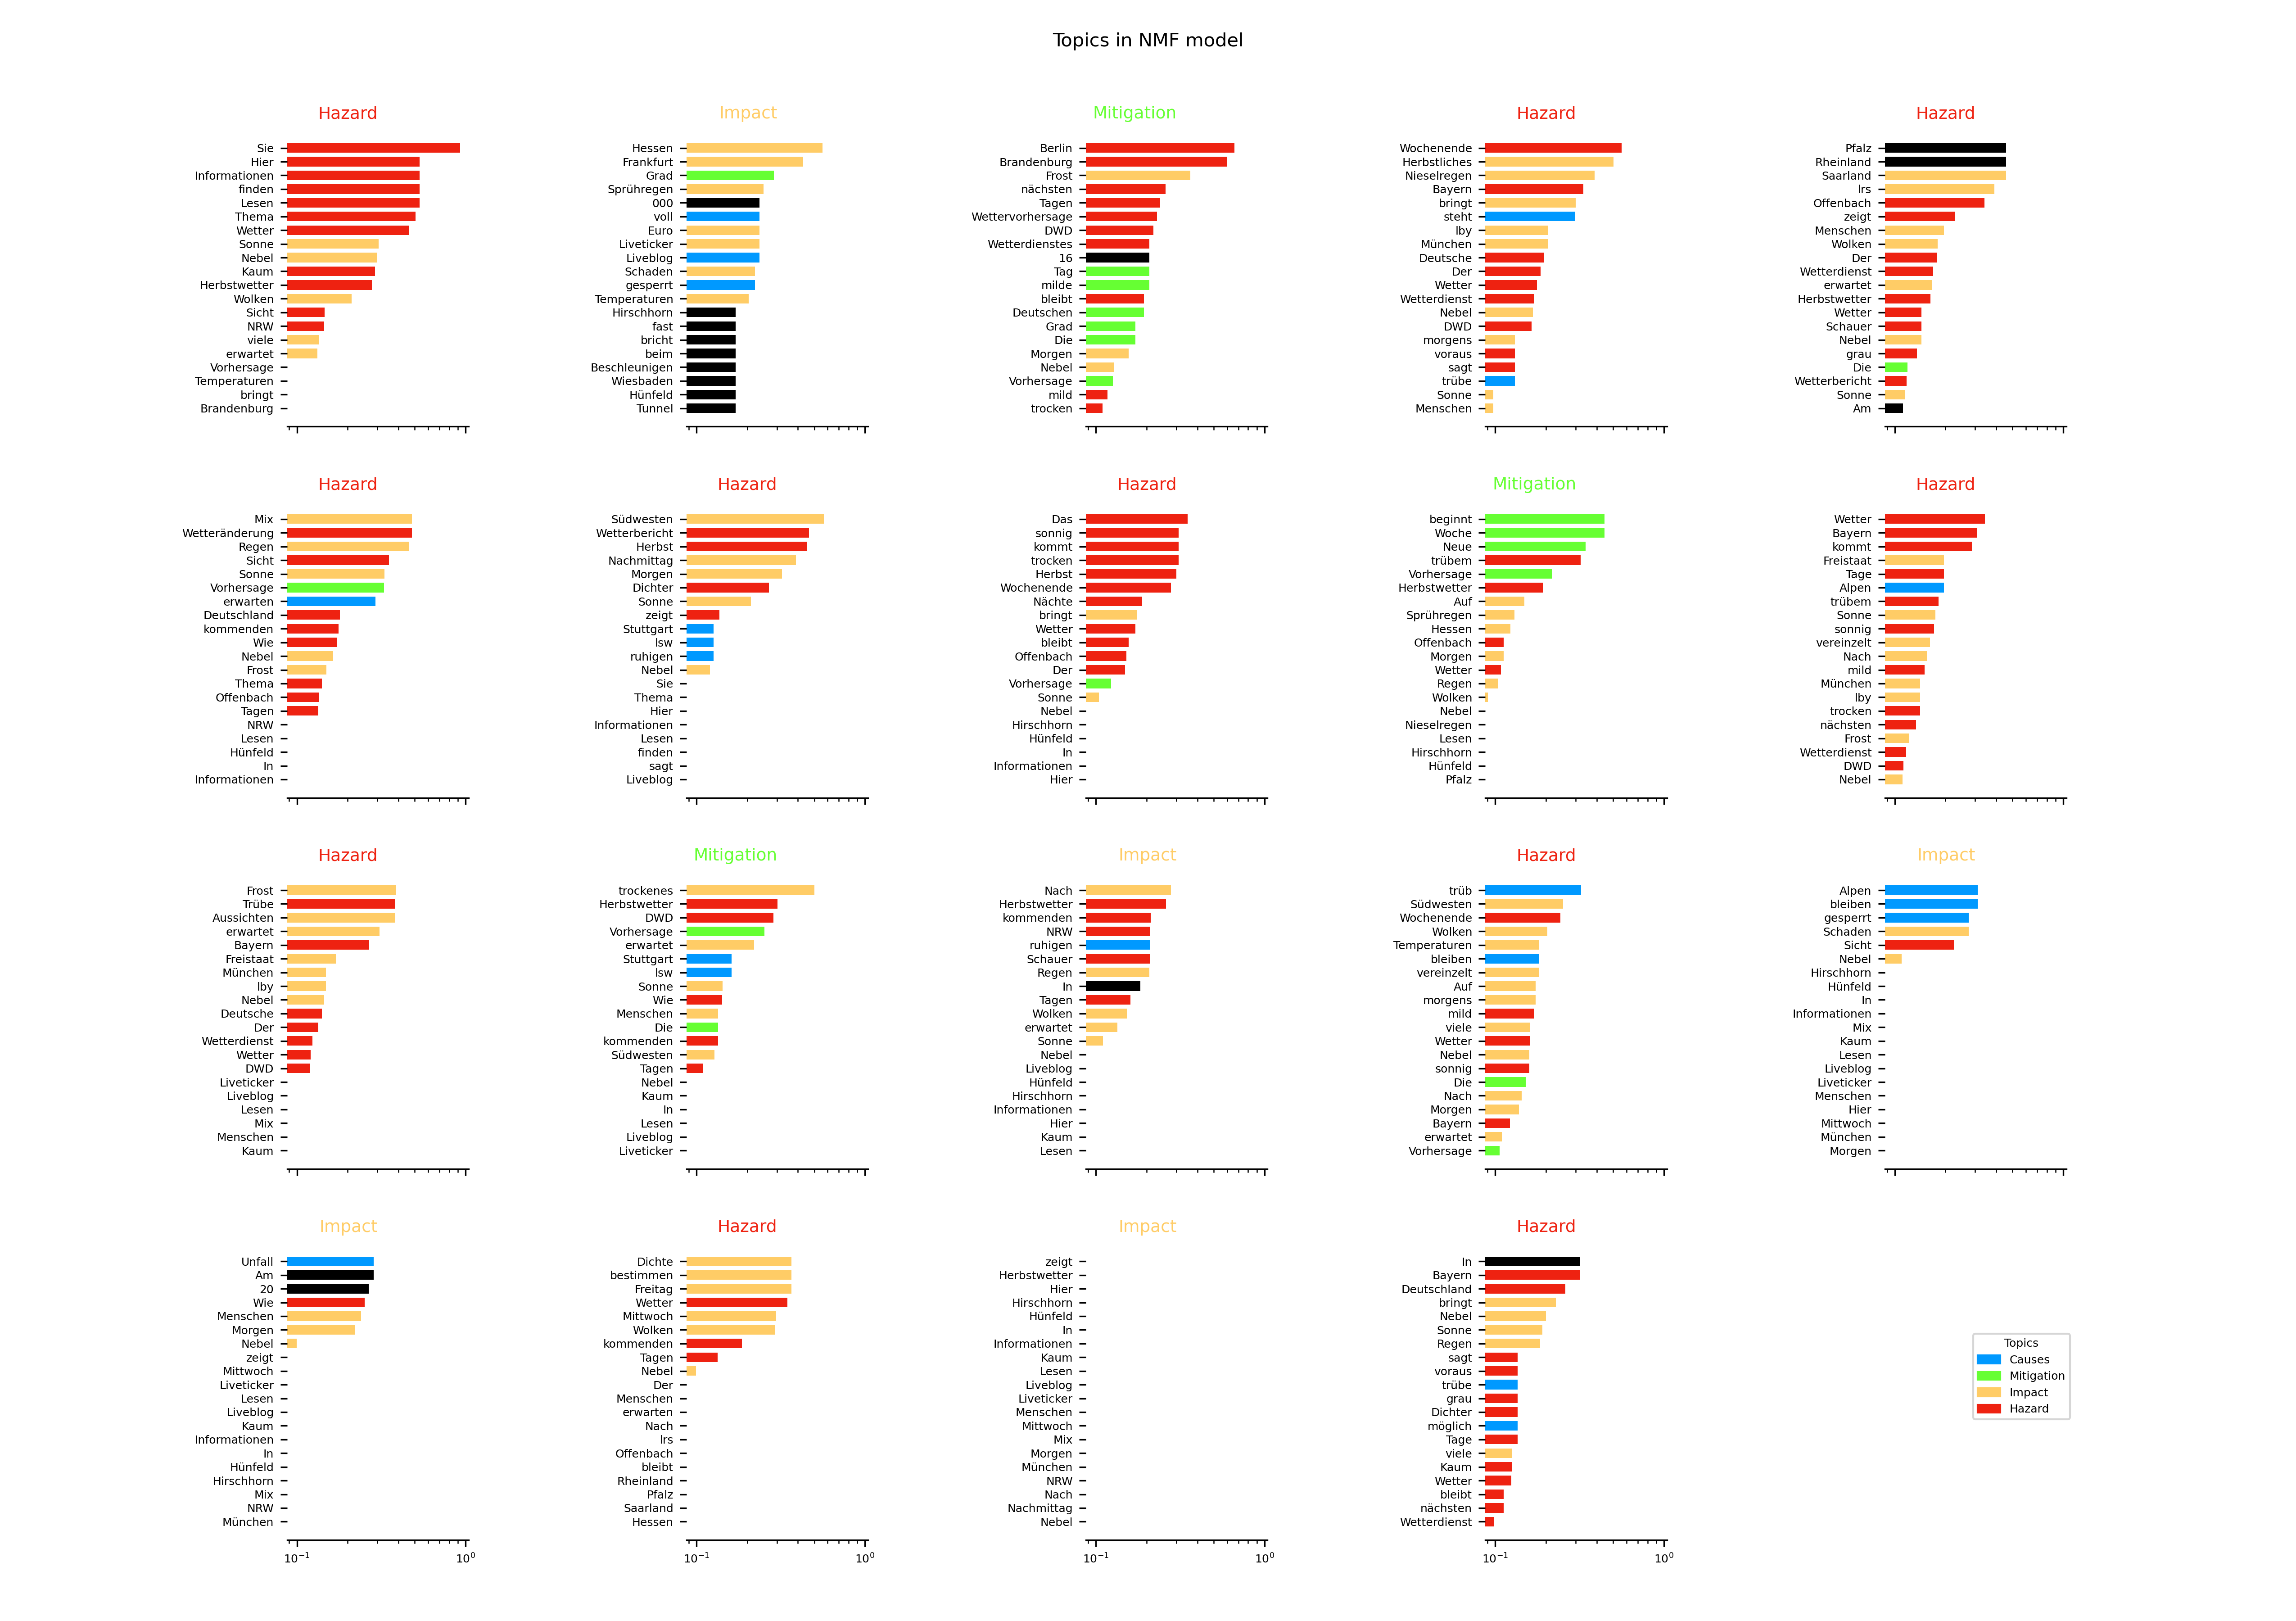 Topics in NMF model
Hazard
Sie
Hier
Informationen
finden
Lesen
Thema
Wetter
Sonne
Nebel
Kaum
Herbstwetter
Wolken
Sicht
NRW
viele
erwartet
Vorhersage
Temperaturen
bringt
Brandenburg
Impact
Hessen
Frankfurt
Grad
Sprühregen
000
voll
Euro
Liveticker
Liveblog
Schaden
gesperrt
Temperaturen
Hirschhorn
fast
bricht
beim
Beschleunigen
Wiesbaden
Hünfeld
Tunnel
Mitigation
Berlin
Brandenburg
Frost
nächsten
Tagen
Wettervorhersage
DWD
Wetterdienstes
16
Tag
milde
bleibt
Deutschen
Grad
Die
Morgen
Nebel
Vorhersage
mild
trocken
Hazard
Wochenende
Herbstliches
Nieselregen
Bayern
bringt
steht
lby
München
Deutsche
Der
Wetter
Wetterdienst
Nebel
DWD
morgens
voraus
sagt
trübe
Sonne
Menschen
Hazard
Pfalz
Rheinland
Saarland
lrs
Offenbach
zeigt
Menschen
Wolken
Der
Wetterdienst
erwartet
Herbstwetter
Wetter
Schauer
Nebel
grau
Die
Wetterbericht
Sonne
Am
Hazard
Mix
Wetteränderung
Regen
Sicht
Sonne
Vorhersage
erwarten
Deutschland
kommenden
Wie
Nebel
Frost
Thema
Offenbach
Tagen
NRW
Lesen
Hünfeld
In
Informationen
Hazard
Südwesten
Wetterbericht
Herbst
Nachmittag
Morgen
Dichter
Sonne
zeigt
Stuttgart
lsw
ruhigen
Nebel
Sie
Thema
Hier
Informationen
Lesen
finden
sagt
Liveblog
Hazard
Das
sonnig
kommt
trocken
Herbst
Wochenende
Nächte
bringt
Wetter
bleibt
Offenbach
Der
Vorhersage
Sonne
Nebel
Hirschhorn
Hünfeld
In
Informationen
Hier
Mitigation
beginnt
Woche
Neue
trübem
Vorhersage
Herbstwetter
Auf
Sprühregen
Hessen
Offenbach
Morgen
Wetter
Regen
Wolken
Nebel
Nieselregen
Lesen
Hirschhorn
Hünfeld
Pfalz
Hazard
Wetter
Bayern
kommt
Freistaat
Tage
Alpen
trübem
Sonne
sonnig
vereinzelt
Nach
mild
München
lby
trocken
nächsten
Frost
Wetterdienst
DWD
Nebel
Hazard
Frost
Trübe
Aussichten
erwartet
Bayern
Freistaat
München
lby
Nebel
Deutsche
Der
Wetterdienst
Wetter
DWD
Liveticker
Liveblog
Lesen
Mix
Menschen
Kaum
Mitigation
trockenes
Herbstwetter
DWD
Vorhersage
erwartet
Stuttgart
lsw
Sonne
Wie
Menschen
Die
kommenden
Südwesten
Tagen
Nebel
Kaum
In
Lesen
Liveblog
Liveticker
Impact
Nach
Herbstwetter
kommenden
NRW
ruhigen
Schauer
Regen
In
Tagen
Wolken
erwartet
Sonne
Nebel
Liveblog
Hünfeld
Hirschhorn
Informationen
Hier
Kaum
Lesen
Hazard
trüb
Südwesten
Wochenende
Wolken
Temperaturen
bleiben
vereinzelt
Auf
morgens
mild
viele
Wetter
Nebel
sonnig
Die
Nach
Morgen
Bayern
erwartet
Vorhersage
Impact
Alpen
bleiben
gesperrt
Schaden
Sicht
Nebel
Hirschhorn
Hünfeld
In
Informationen
Mix
Kaum
Lesen
Liveblog
Liveticker
Menschen
Hier
Mittwoch
München
Morgen
Impact
Unfall
Am
20
Wie
Menschen
Morgen
Nebel
zeigt
Mittwoch
Liveticker
Lesen
Liveblog
Kaum
Informationen
In
Hünfeld
Hirschhorn
Mix
NRW
München
10⁻¹ 10⁰
Hazard
Dichte
bestimmen
Freitag
Wetter
Mittwoch
Wolken
kommenden
Tagen
Nebel
Der
Menschen
erwarten
Nach
lrs
Offenbach
bleibt
Rheinland
Pfalz
Saarland
Hessen
10⁻¹ 10⁰
Impact
zeigt
Herbstwetter
Hier
Hirschhorn
Hünfeld
In
Informationen
Kaum
Lesen
Liveblog
Liveticker
Menschen
Mittwoch
Mix
Morgen
München
NRW
Nach
Nachmittag
Nebel
10⁻¹ 10⁰
Hazard
In
Bayern
Deutschland
bringt
Nebel
Sonne
Regen
sagt
voraus
trübe
grau
Dichter
möglich
Tage
viele
Kaum
Wetter
bleibt
nächsten
Wetterdienst
10⁻¹ 10⁰
Topics
Causes
Mitigation
Impact
Hazard